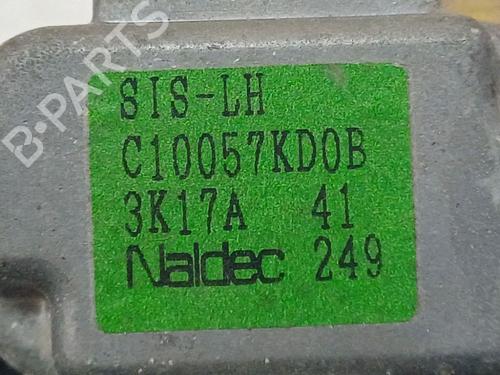 SIS-LH
C10057KD0B
3K17A 41
Naldec 249
B-PARTS